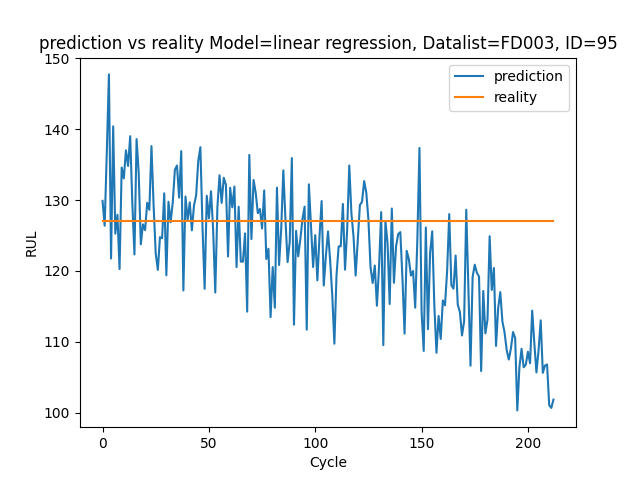 prediction vs reality Model=linear regression, Datalist=FD003, ID=95
prediction
reality
RUL
150
140
130
120
110
100
0
50
100
150
200
Cycle